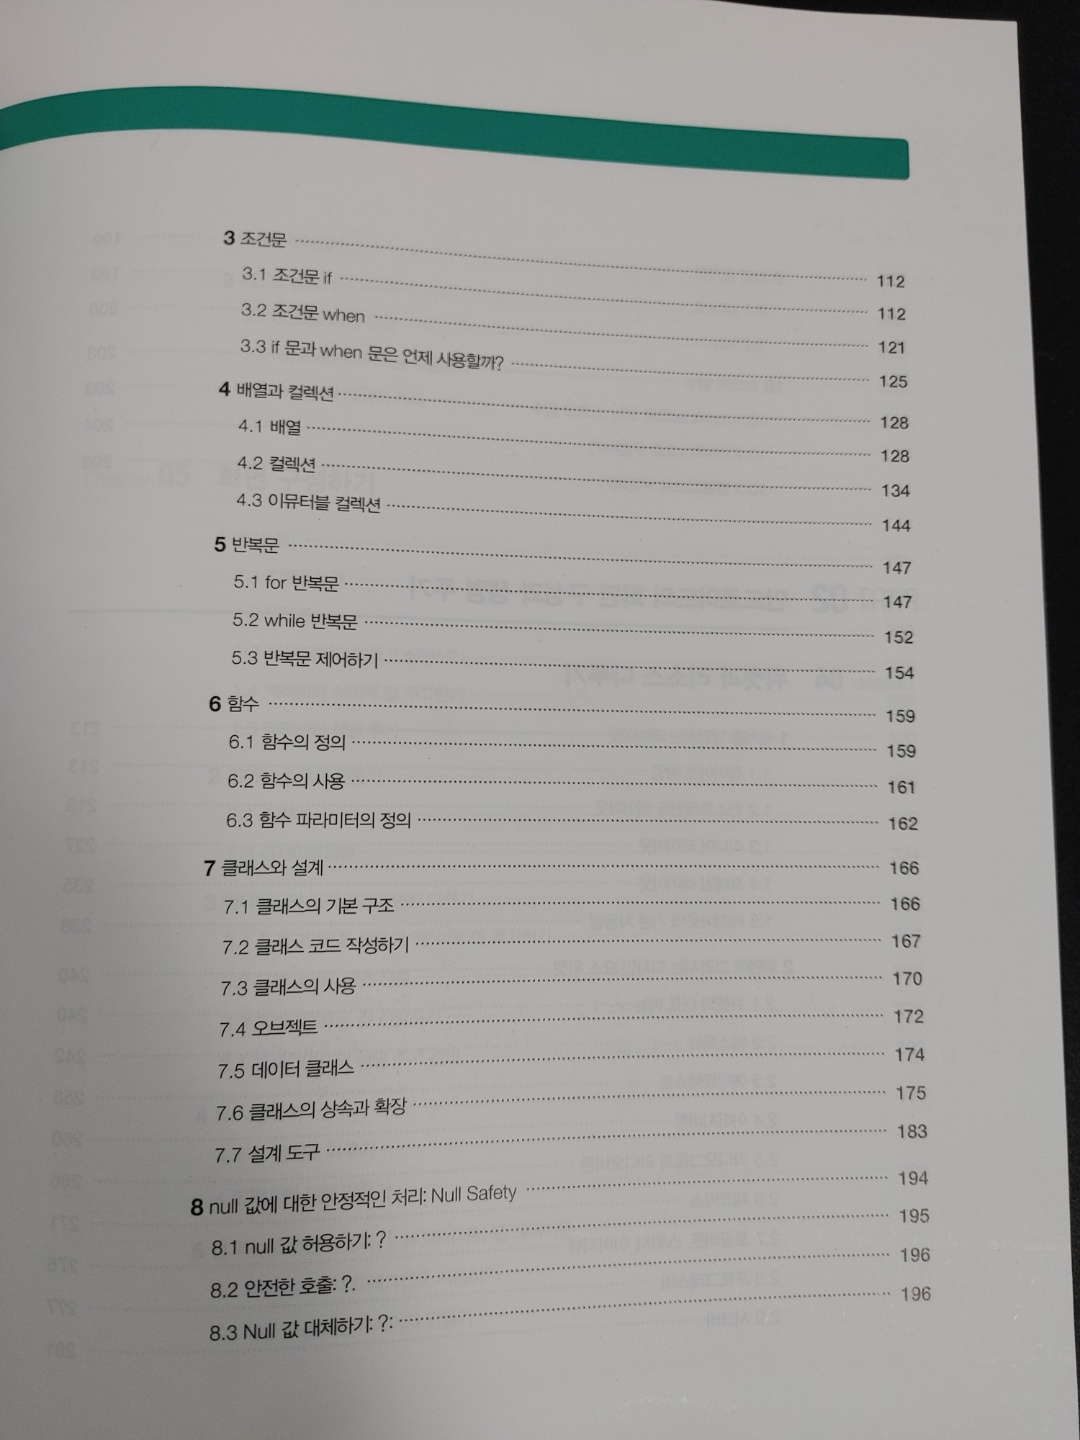 3 조건문 112
3.1 조건문 if 112
3.2 조건문 when 121
3.3 if 문과 when 문은 언제 사용할까? 125
4 배열과 컬렉션 128
4.1 배열 128
4.2 컬렉션 134
4.3 이뮤터블 컬렉션 144
5 반복문 147
5.1 for 반복문 147
5.2 while 반복문 152
5.3 반복문 제어하기 154
6 함수 159
6.1 함수의 정의 159
6.2 함수의 사용 161
6.3 함수 파라미터의 정의 162
7 클래스와 설계 166
7.1 클래스의 기본 구조 166
7.2 클래스 코드 작성하기 167
7.3 클래스의 사용 170
7.4 오브젝트 172
7.5 데이터 클래스 174
7.6 클래스의 상속과 확장 175
7.7 설계 도구 183
8 null 값에 대한 안정적인 처리: Null Safety 194
8.1 null 값 허용하기: ? 195
8.2 안전한 호출: ?. 196
8.3 Null 값 대체하기: ?: 196